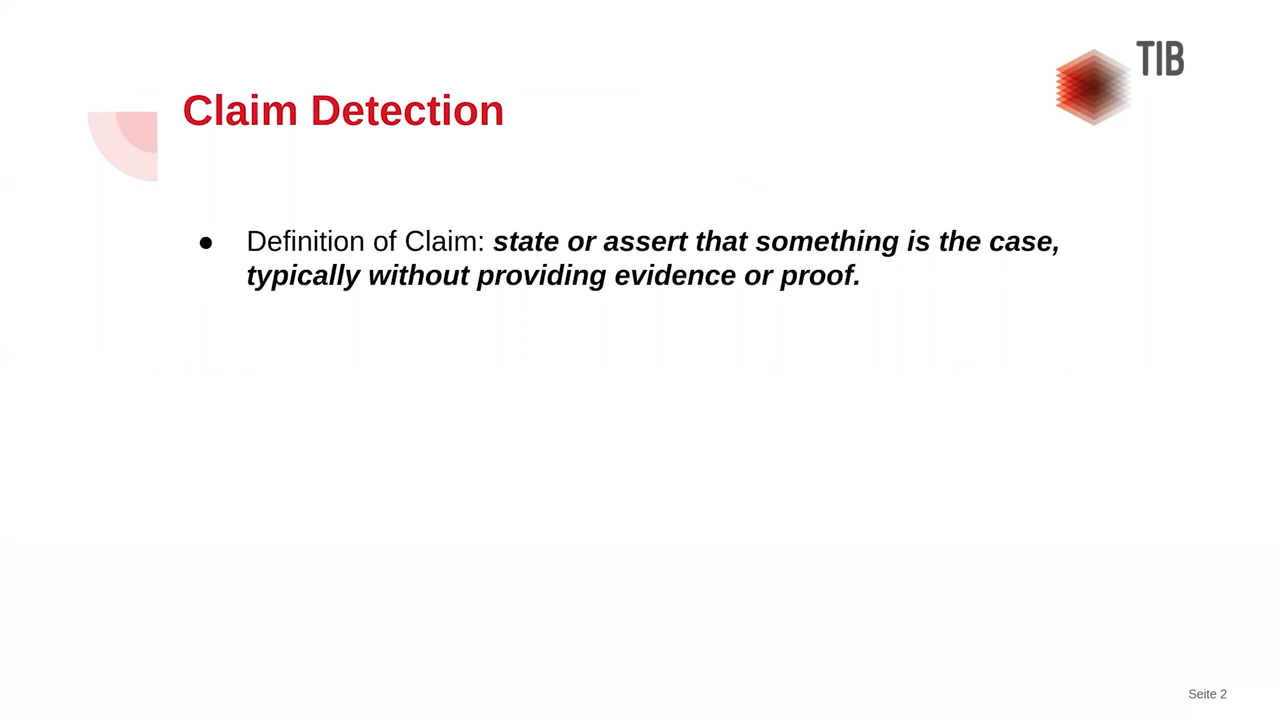 TIB
Claim Detection
● Definition of Claim: state or assert that something is the case,
typically without providing evidence or proof.
Seite 2